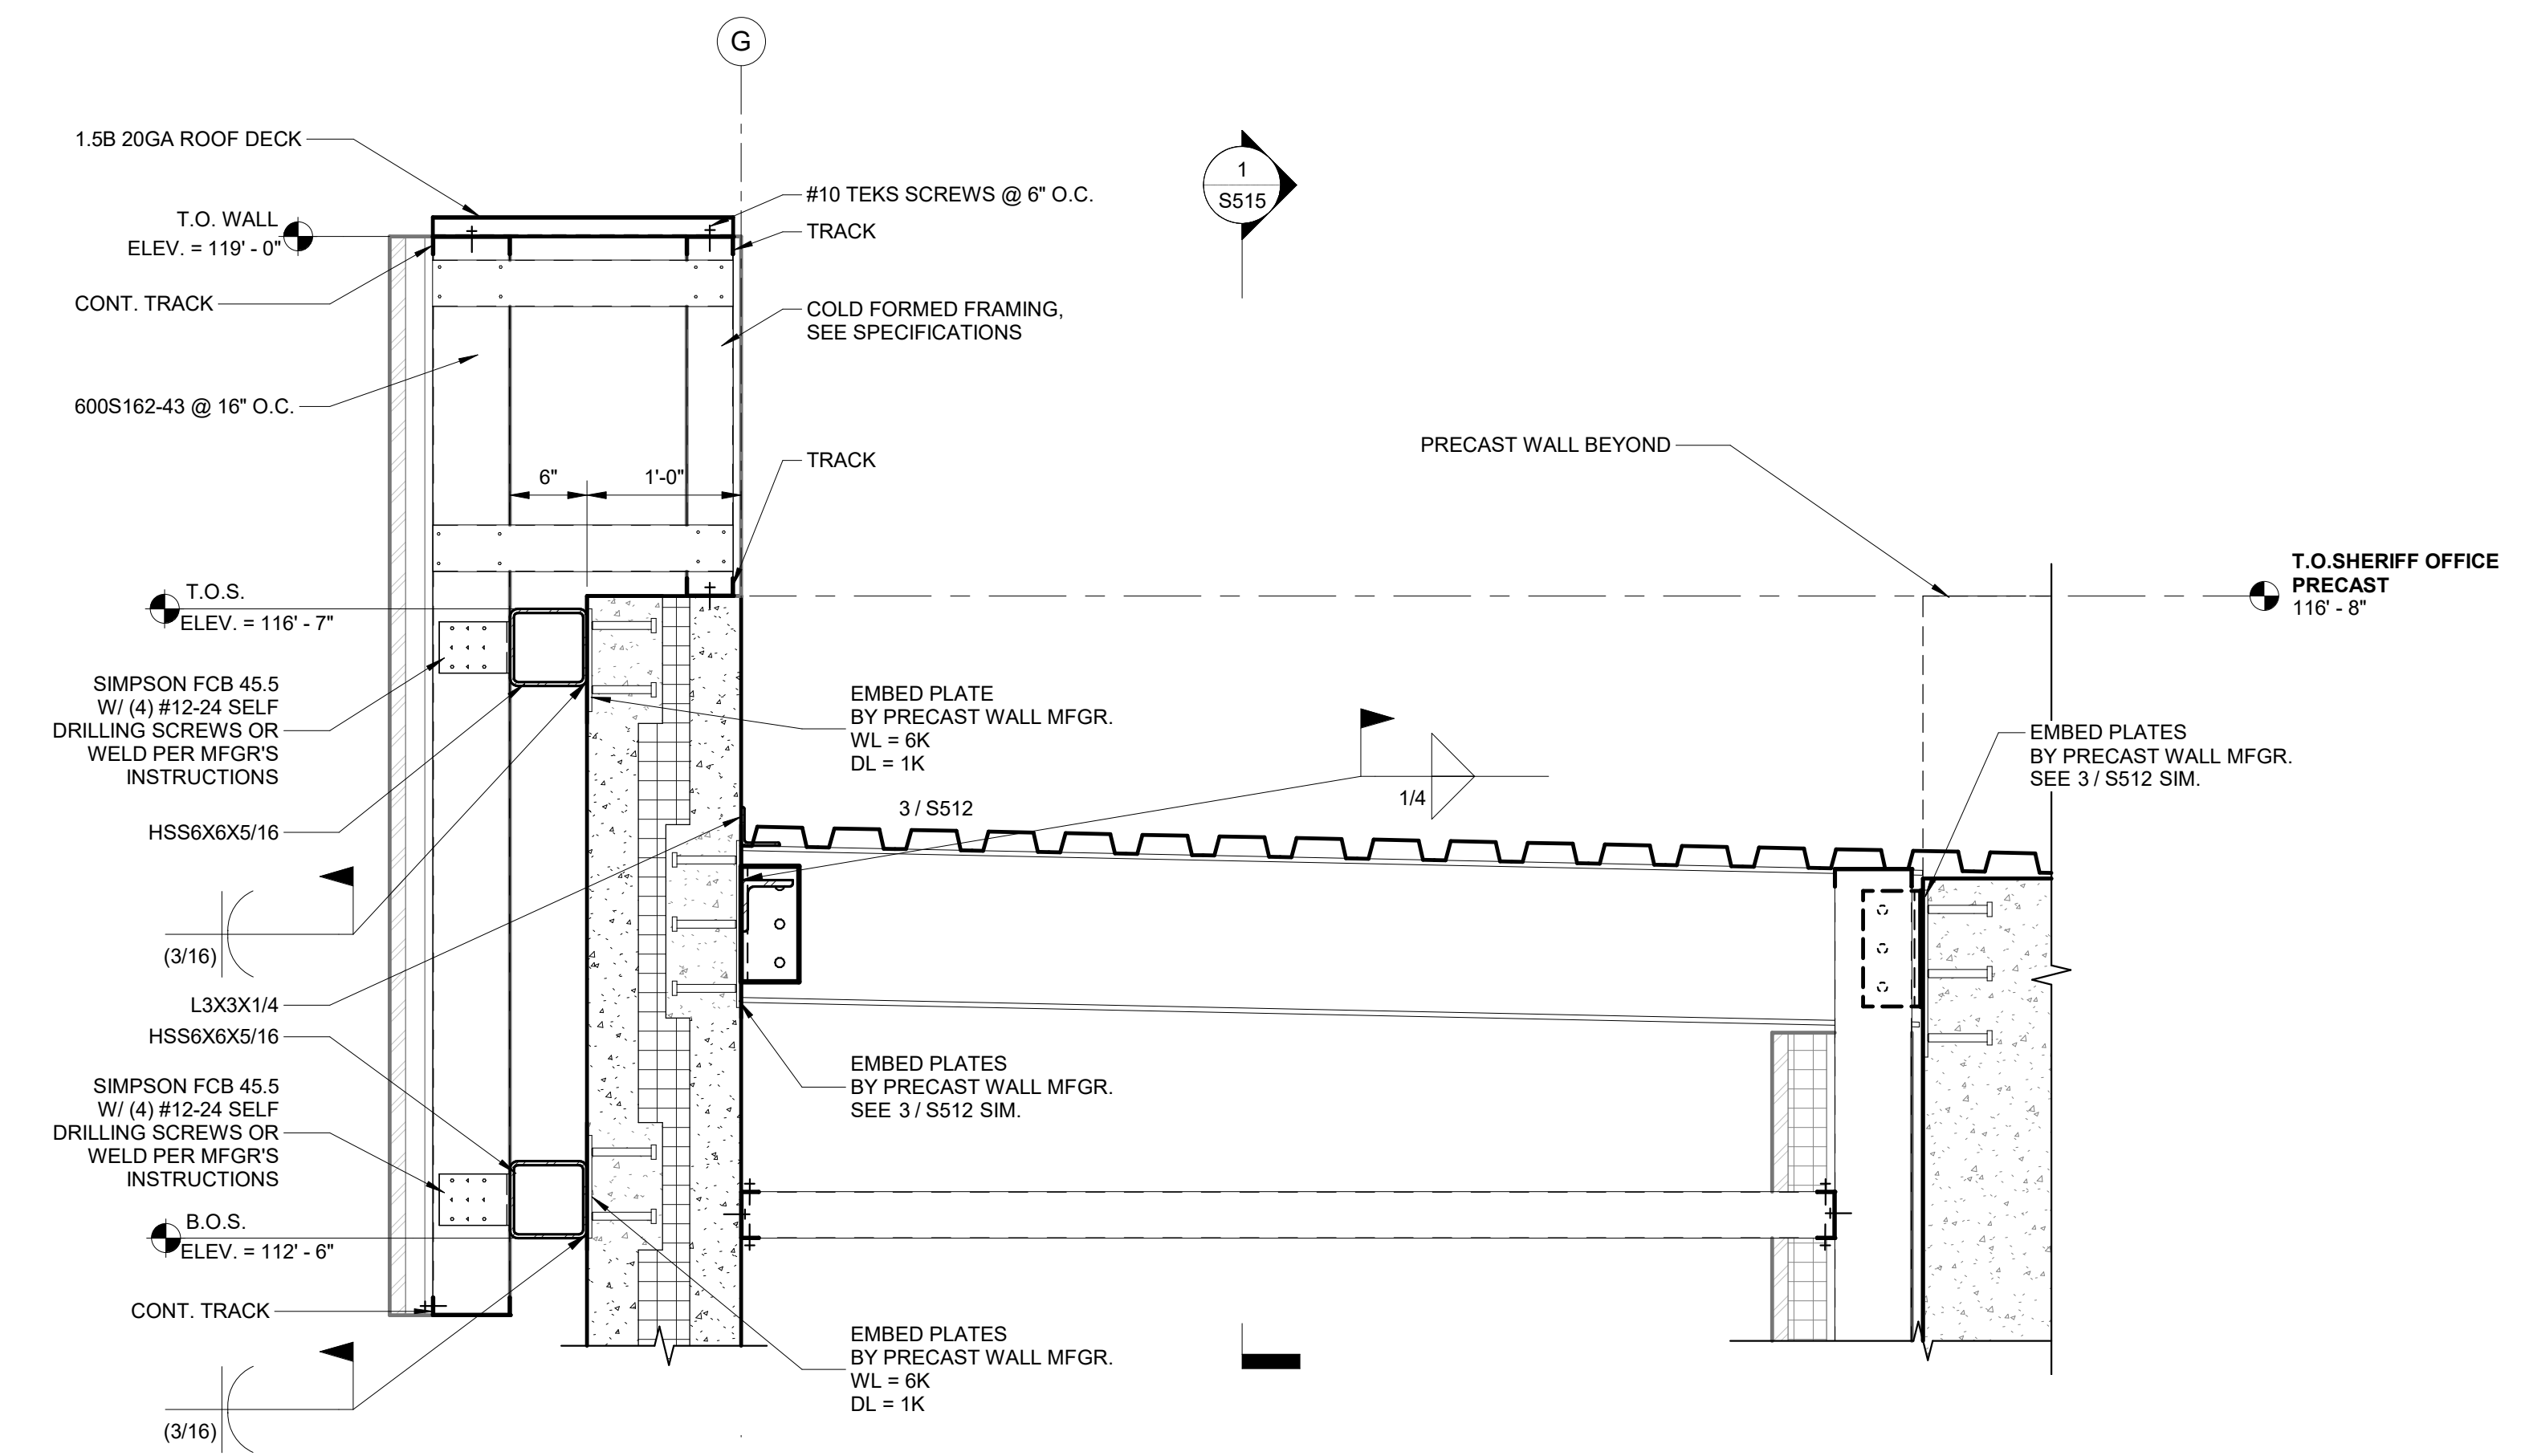 G
1.5B 20GA ROOF DECK
T.O. WALL
ELEV. = 119' - 0"
CONT. TRACK
600S162-43 @ 16" O.C.
#10 TEKS SCREWS @ 6" O.C.
TRACK
COLD FORMED FRAMING,
SEE SPECIFICATIONS
1
S515
6"
1'-0"
TRACK
PRECAST WALL BEYOND
T.O.SHERIFF OFFICE
PRECAST
116' - 8"
T.O.S.
ELEV. = 116' - 7"
SIMPSON FCB 45.5
W/ (4) #12-24 SELF
DRILLING SCREWS OR
WELD PER MFGR'S
INSTRUCTIONS
HSS6X6X5/16
(3/16)
L3X3X1/4
HSS6X6X5/16
SIMPSON FCB 45.5
W/ (4) #12-24 SELF
DRILLING SCREWS OR
WELD PER MFGR'S
INSTRUCTIONS
B.O.S.
ELEV. = 112' - 6"
CONT. TRACK
(3/16)
EMBED PLATE
BY PRECAST WALL MFGR.
WL = 6K
DL = 1K
3 / S512
1/4
EMBED PLATES
BY PRECAST WALL MFGR.
SEE 3 / S512 SIM.
EMBED PLATES
BY PRECAST WALL MFGR.
SEE 3 / S512 SIM.
EMBED PLATES
BY PRECAST WALL MFGR.
WL = 6K
DL = 1K